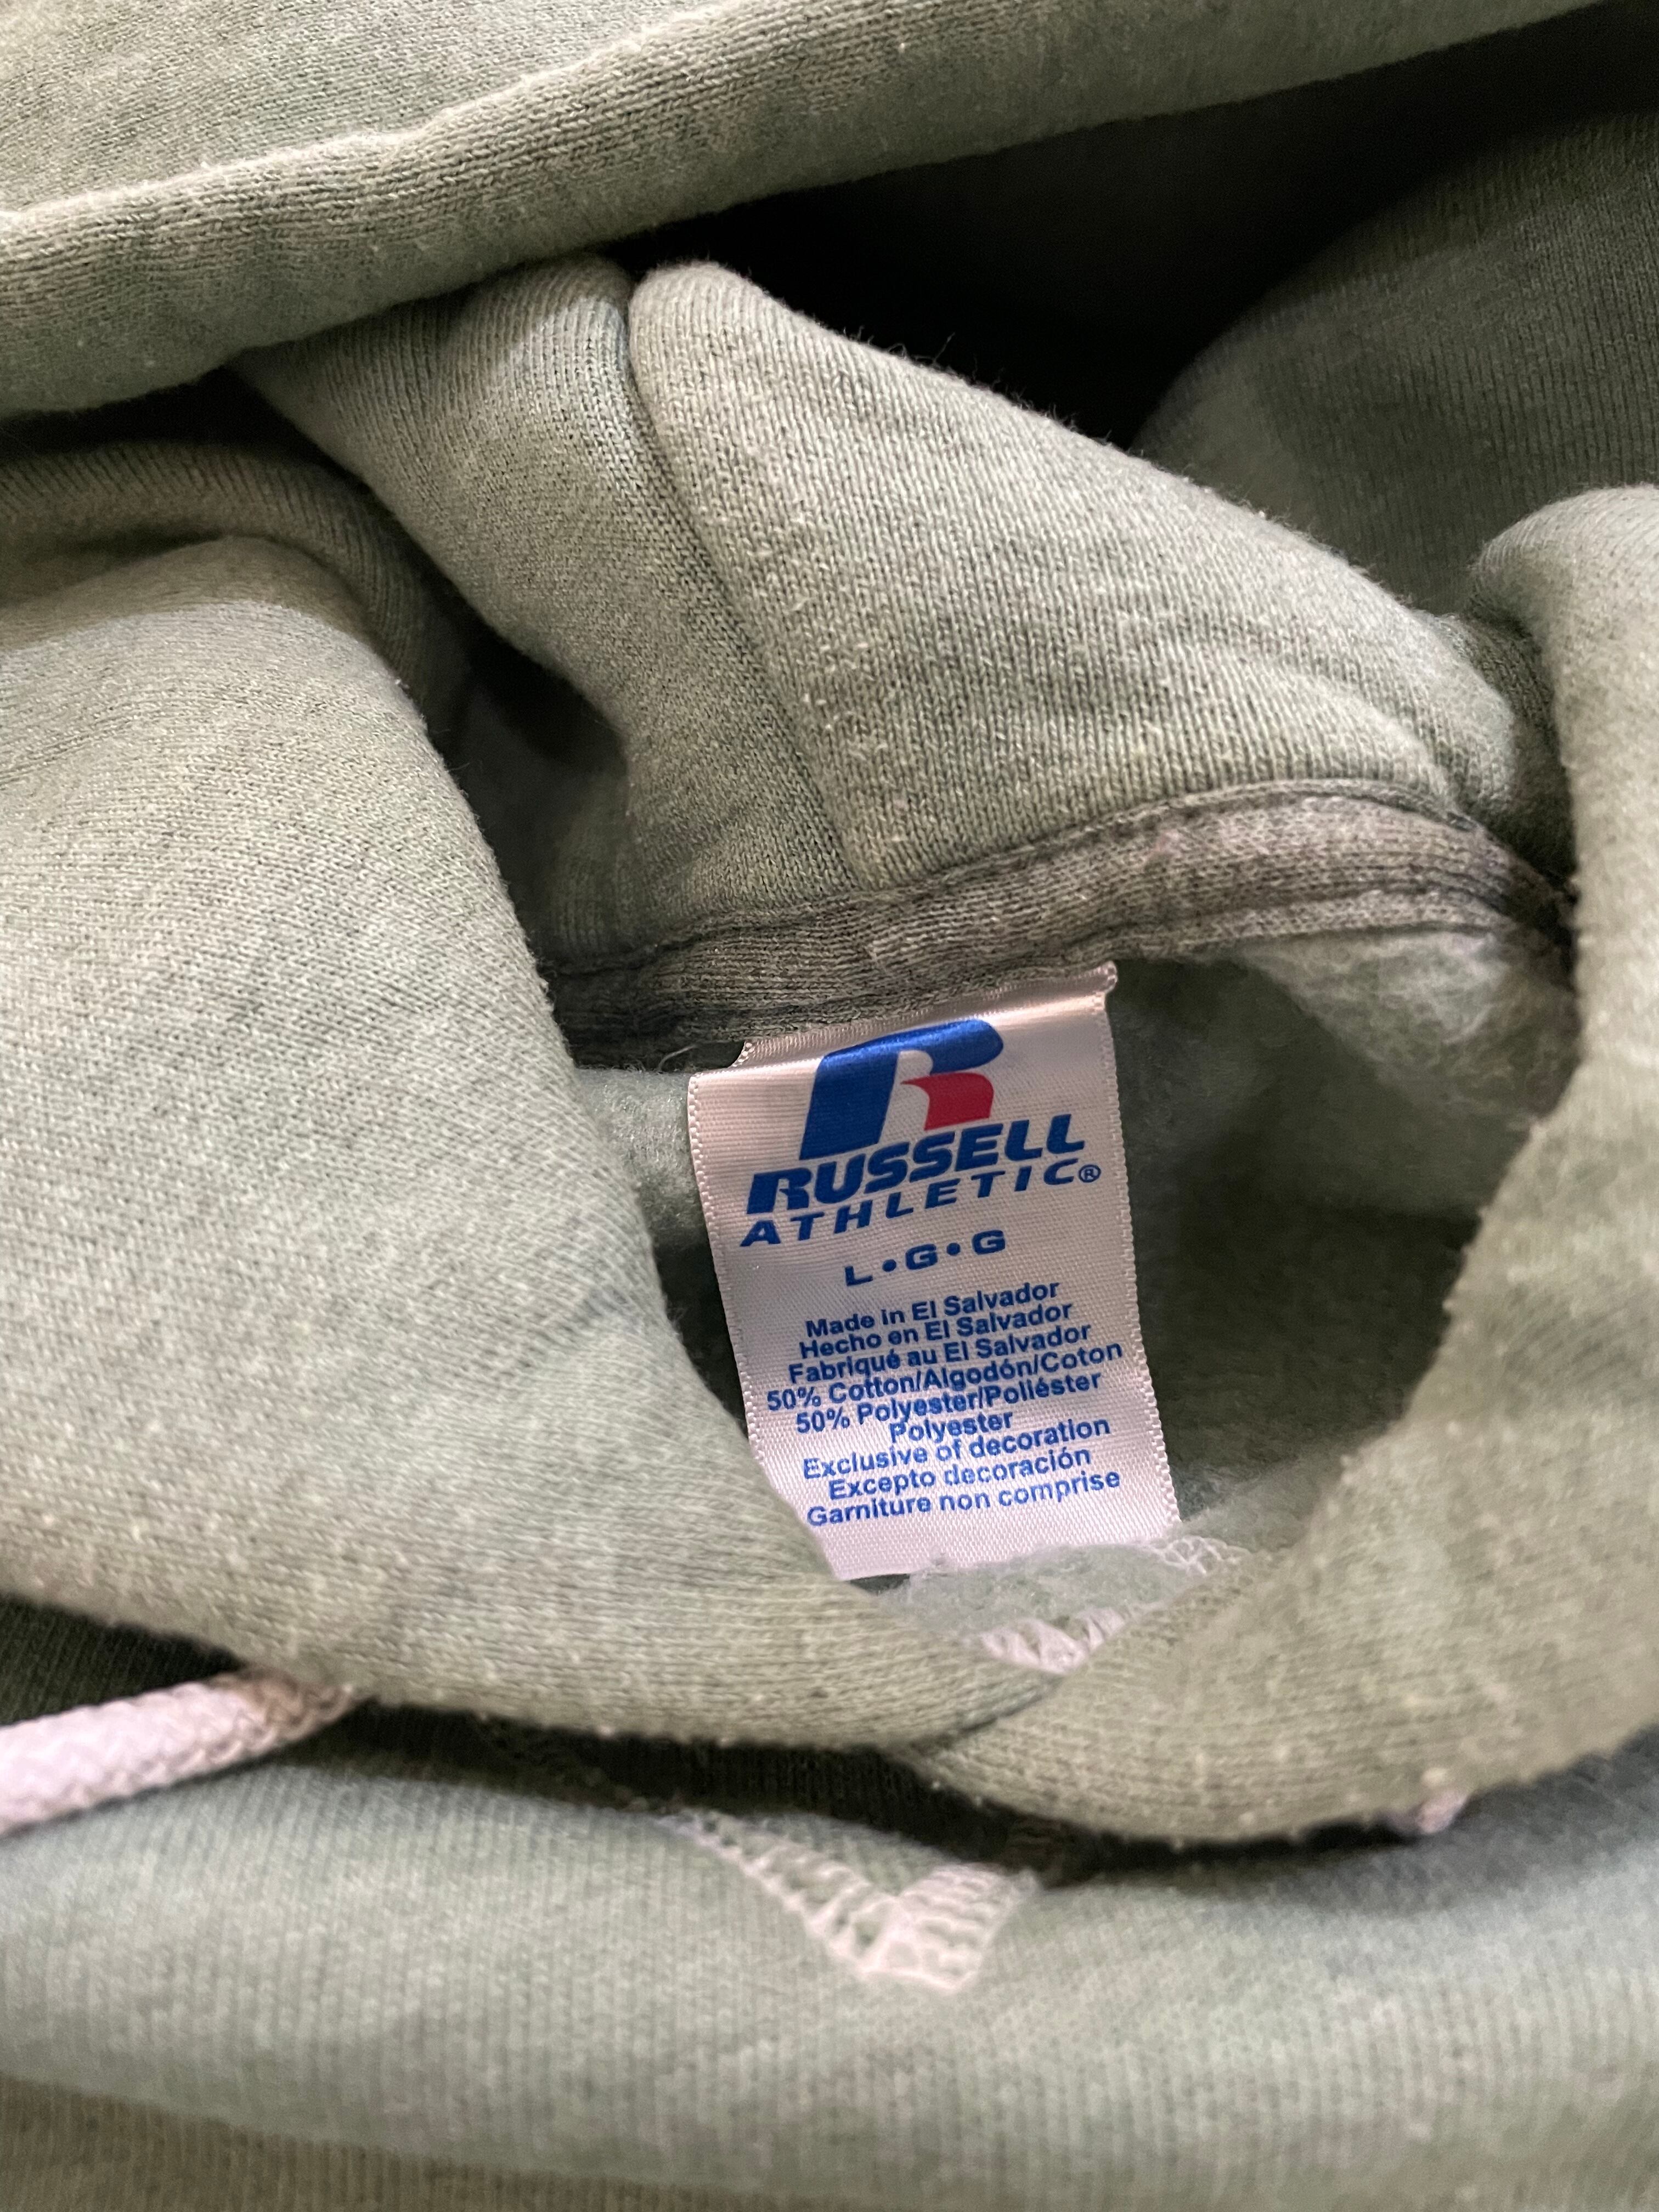 R
RUSSELL
ATHLETIC®
L•G•G
Made in El Salvador
Hecho en El Salvador
Fabriqué au El Salvador
50% Cotton/Algodón/Coton
50% Polyester/Poliéster
Polyester
Exclusive of decoration
Excepto decoración
Garniture non comprise